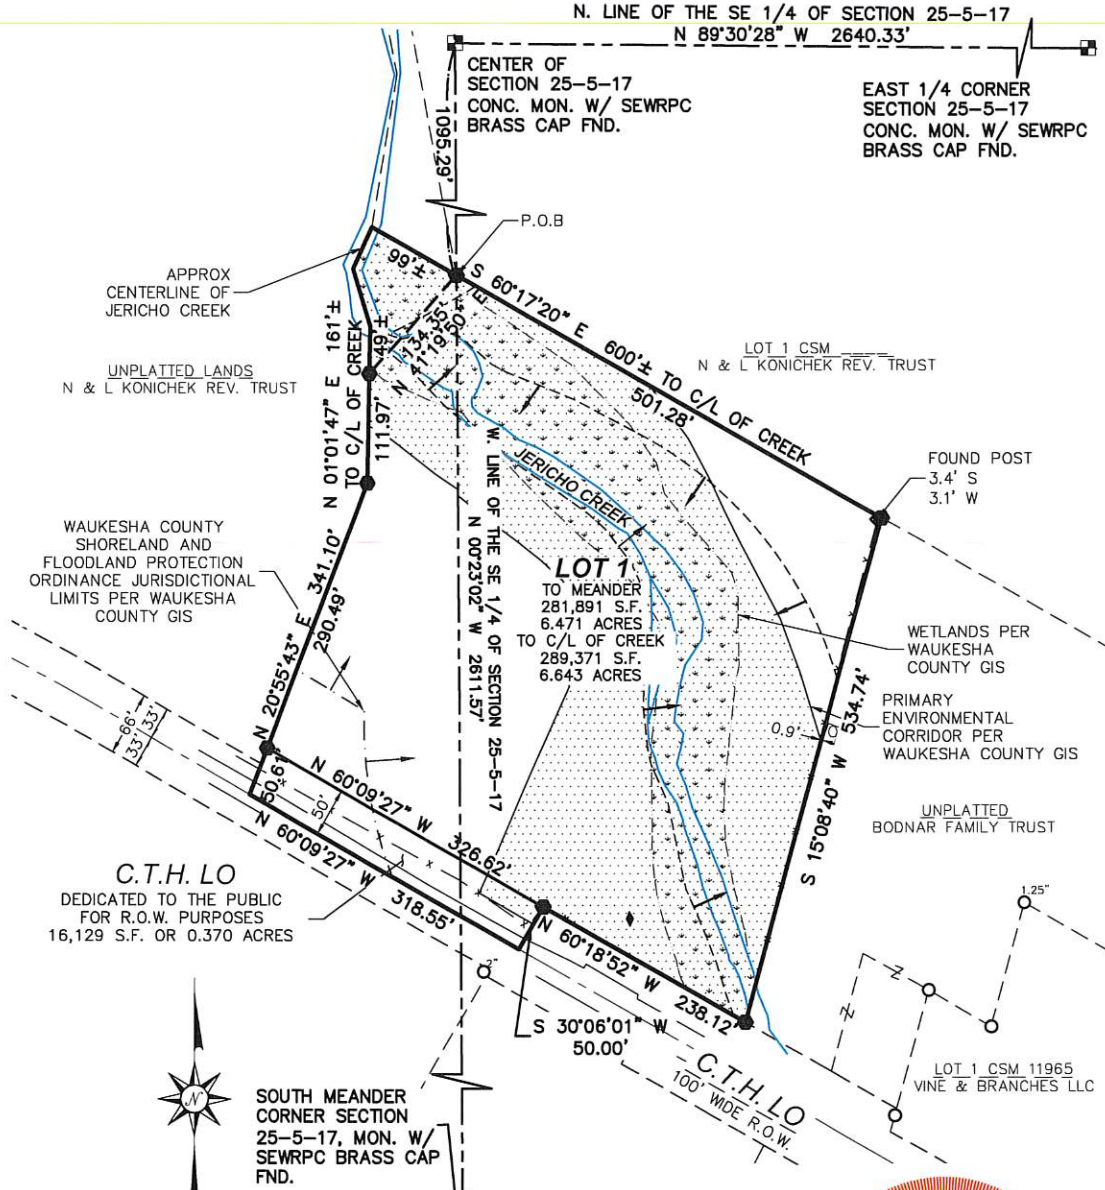 N. LINE OF THE SE 1/4 OF SECTION 25-5-17
N 89°30'28" W 2640.33'
CENTER OF
SECTION 25-5-17
CONC. MON. W/ SEWRPC
BRASS CAP FND.
EAST 1/4 CORNER
SECTION 25-5-17
CONC. MON. W/ SEWRPC
BRASS CAP FND.
1095.29'
P.O.B
99'±
S 60°17'20" E 600'± TO C/L OF CREEK
501.28'
APPROX
CENTERLINE OF
JERICHO CREEK
N 01°01'47" E 161'±
TO C/L OF CREEK
49'±
111.97'
134.35'
N 41°19'50" E
UNPLATTED LANDS
N & L KONICHEK REV. TRUST
LOT 1 CSM ____
N & L KONICHEK REV. TRUST
FOUND POST
3.4' S
3.1' W
JERICHO CREEK
W. LINE OF THE SE 1/4 OF SECTION 25-5-17
N 00°23'02" W 2611.57'
WAUKESHA COUNTY
SHORELAND AND
FLOODLAND PROTECTION
ORDINANCE JURISDICTIONAL
LIMITS PER WAUKESHA
COUNTY GIS
LOT 1
TO MEANDER
281,891 S.F.
6.471 ACRES
TO C/L OF CREEK
289,371 S.F.
6.643 ACRES
WETLANDS PER
WAUKESHA
COUNTY GIS
PRIMARY
ENVIRONMENTAL
CORRIDOR PER
WAUKESHA COUNTY GIS
N 20°55'43" E 341.10'
290.49'
50.61'
0.9'
S 15°08'40" W 534.74'
66'
33'
33'
N 60°09'27" W 326.62'
50'
N 60°09'27" W 318.55'
UNPLATTED
BODNAR FAMILY TRUST
C.T.H. LO
DEDICATED TO THE PUBLIC
FOR R.O.W. PURPOSES
16,129 S.F. OR 0.370 ACRES
1.25"
2"
N 60°18'52" W 238.12'
S 30°06'01" W
50.00'
Z
Z
C.T.H. LO
100' WIDE R.O.W.
LOT 1 CSM 11965
VINE & BRANCHES LLC
N
SOUTH MEANDER
CORNER SECTION
25-5-17, MON. W/
SEWRPC BRASS CAP
FND.